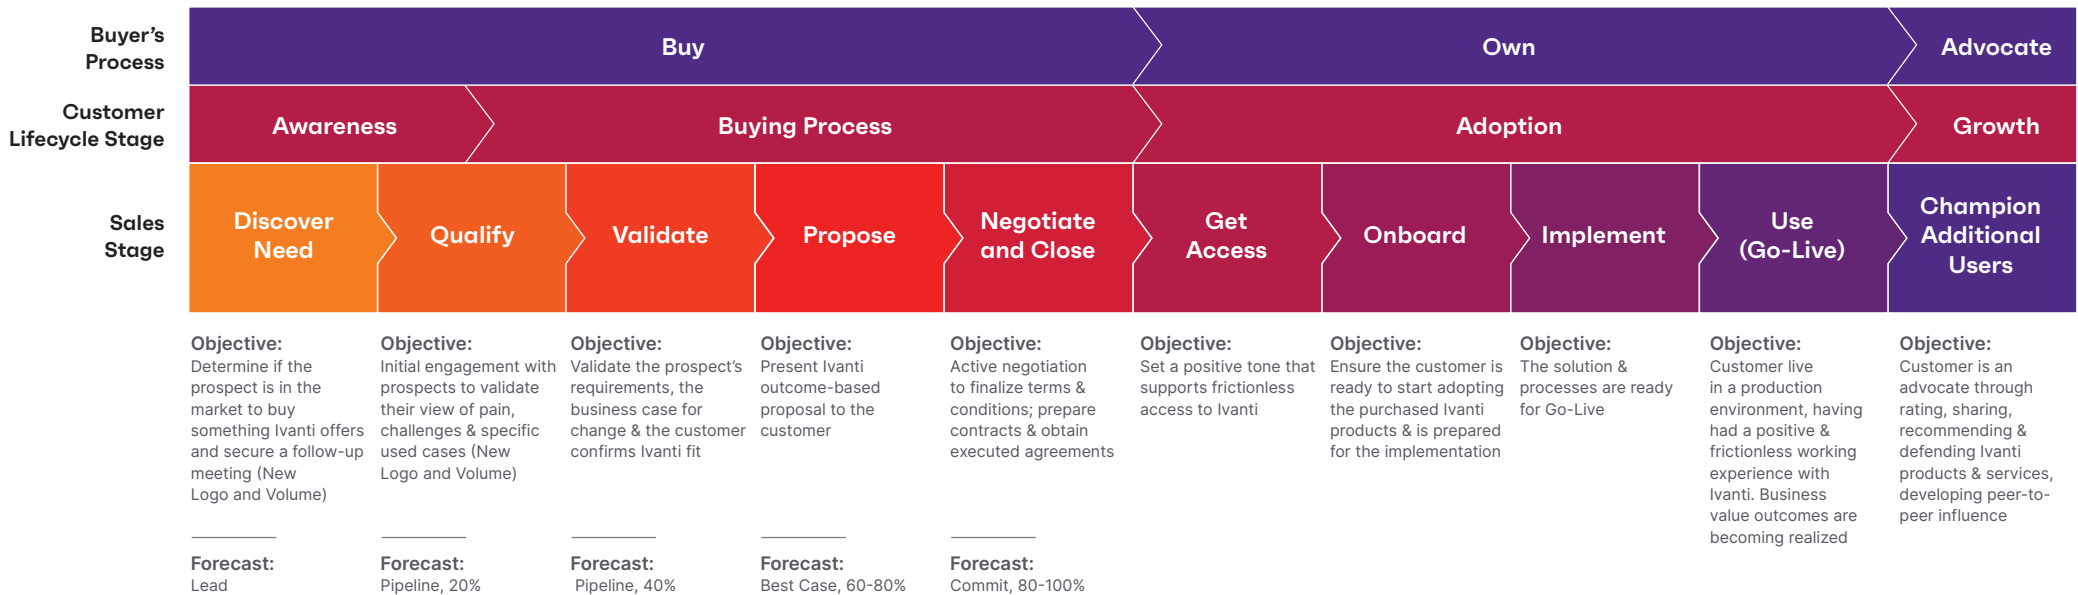 Buyer's
Process
Buy
Own
Advocate
Customer
Lifecycle Stage
Awareness
Buying Process
Adoption
Growth
Sales
Stage
Discover
Need
Qualify
Validate
Propose
Negotiate
and Close
Get
Access
Onboard
Implement
Use
(Go-Live)
Champion
Additional
Users
Objective:
Determine if the
prospect is in the
market to buy
something Ivanti offers
and secure a follow-up
meeting (New
Logo and Volume)
Forecast:
Lead
Objective:
Initial engagement with
prospects to validate
their view of pain,
challenges & specific
used cases (New
Logo and Volume)
Forecast:
Pipeline, 20%
Objective:
Validate the prospect's
requirements, the
business case for
change & the customer
confirms Ivanti fit
Forecast:
Pipeline, 40%
Objective:
Present Ivanti
outcome-based
proposal to the
customer
Forecast:
Best Case, 60-80%
Objective:
Active negotiation
to finalize terms &
conditions; prepare
contracts & obtain
executed agreements
Forecast:
Commit, 80-100%
Objective:
Set a positive tone that
supports frictionless
access to Ivanti
Objective:
Ensure the customer is
ready to start adopting
the purchased Ivanti
products & is prepared
for the implementation
Objective:
The solution &
processes are ready
for Go-Live
Objective:
Customer live
in a production
environment, having
had a positive &
frictionless working
experience with
Ivanti. Business
value outcomes are
becoming realized
Objective:
Customer is an
advocate through
rating, sharing,
recommending &
defending Ivanti
products & services,
developing peer-to-
peer influence